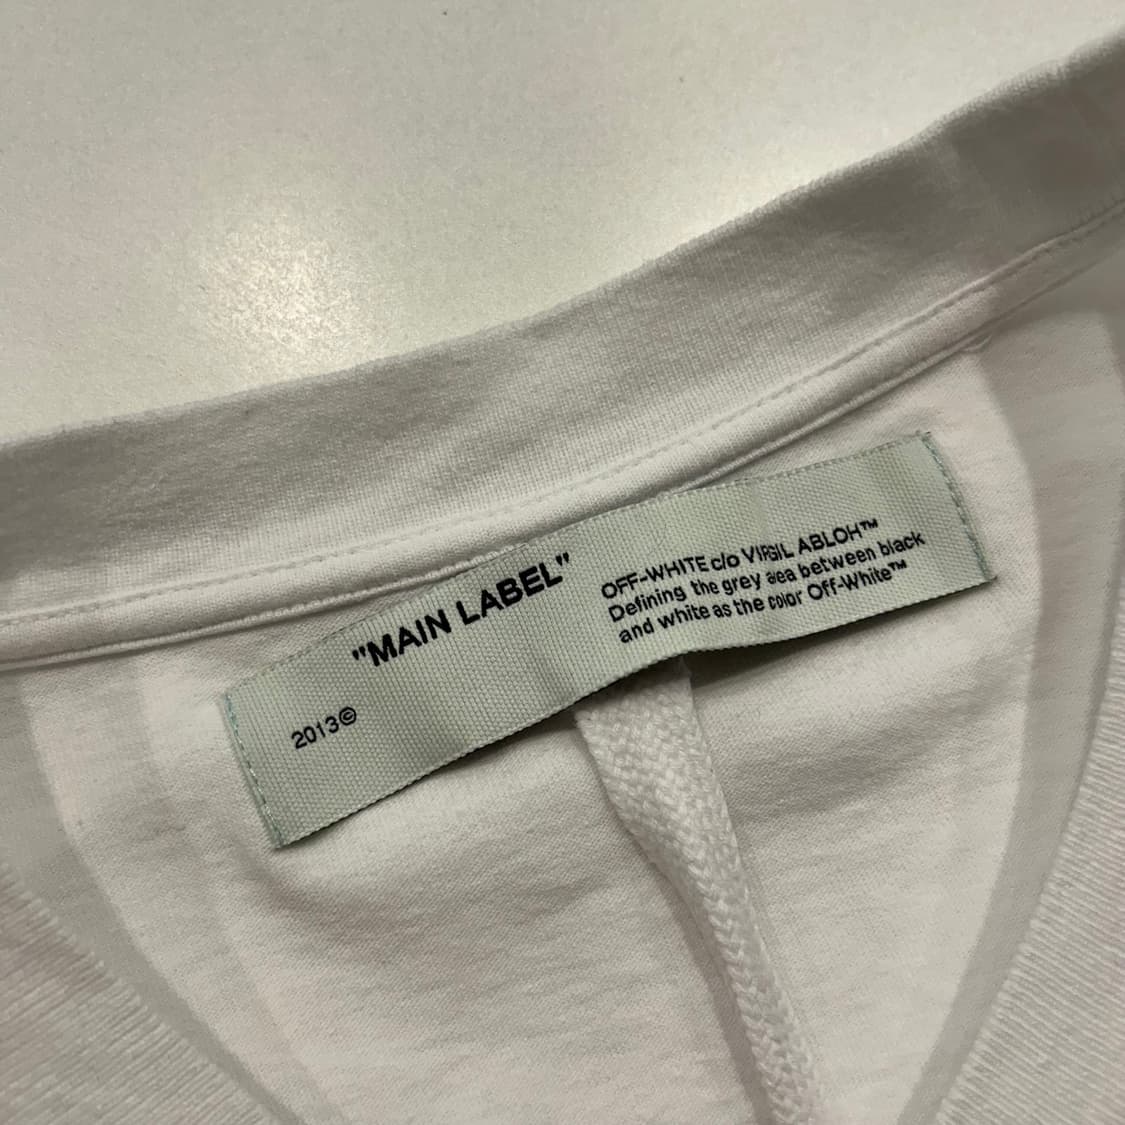 "MAIN LABEL"
2013©
OFF-WHITE c/o VIRGIL ABLOH™
Defining the grey area between black
and white as the color Off-White™